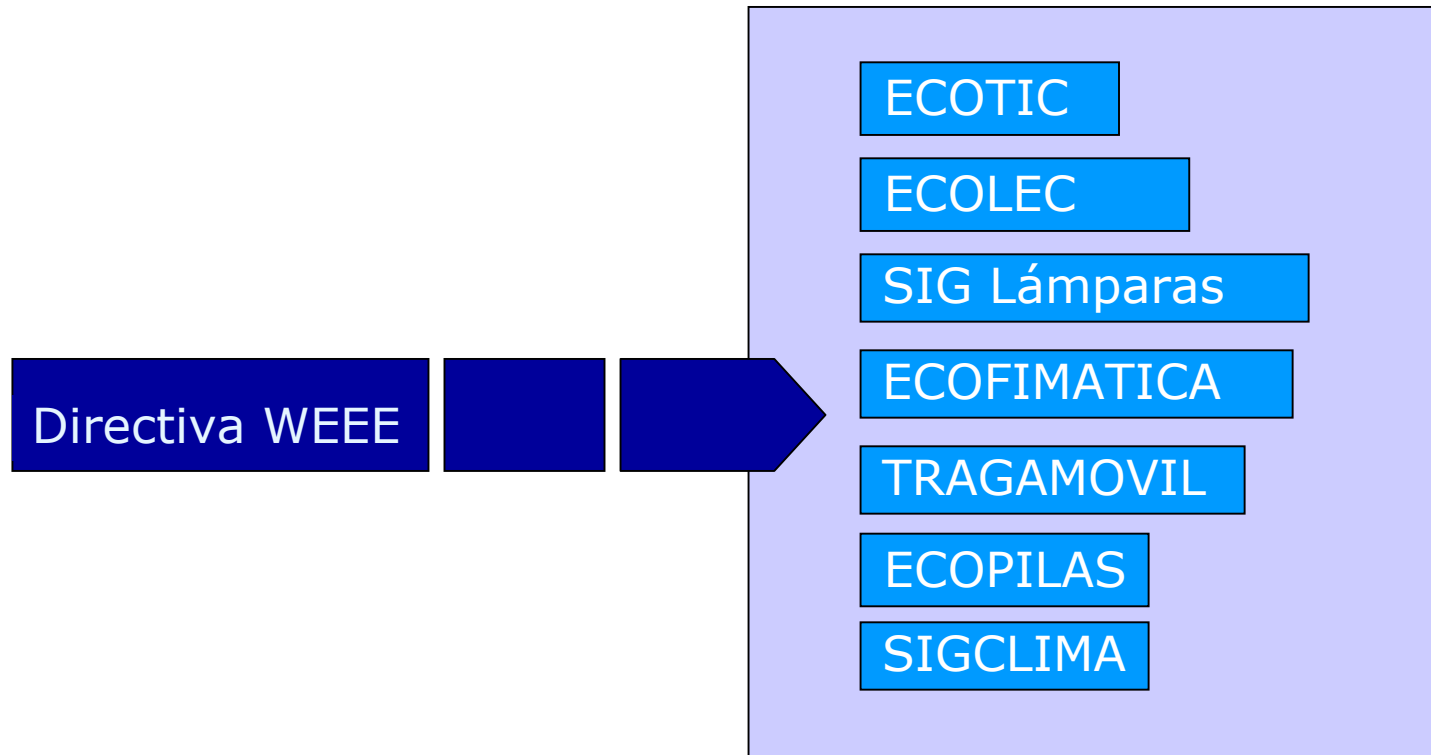 ECOTIC
ECOLEC
SIG Lámparas
ECOFIMATICA
Directiva WEEE
TRAGAMOVIL
ECOPILAS
SIGCLIMA